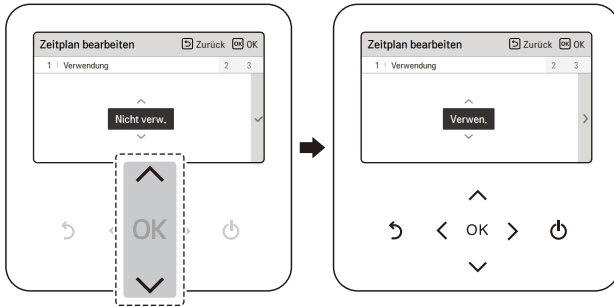 Zeitplan bearbeiten Zurück OK OK
1 Verwendung 2 3
Nicht verw.
OK
Zeitplan bearbeiten Zurück OK OK
1 Verwendung 2 3
Verwen.
OK